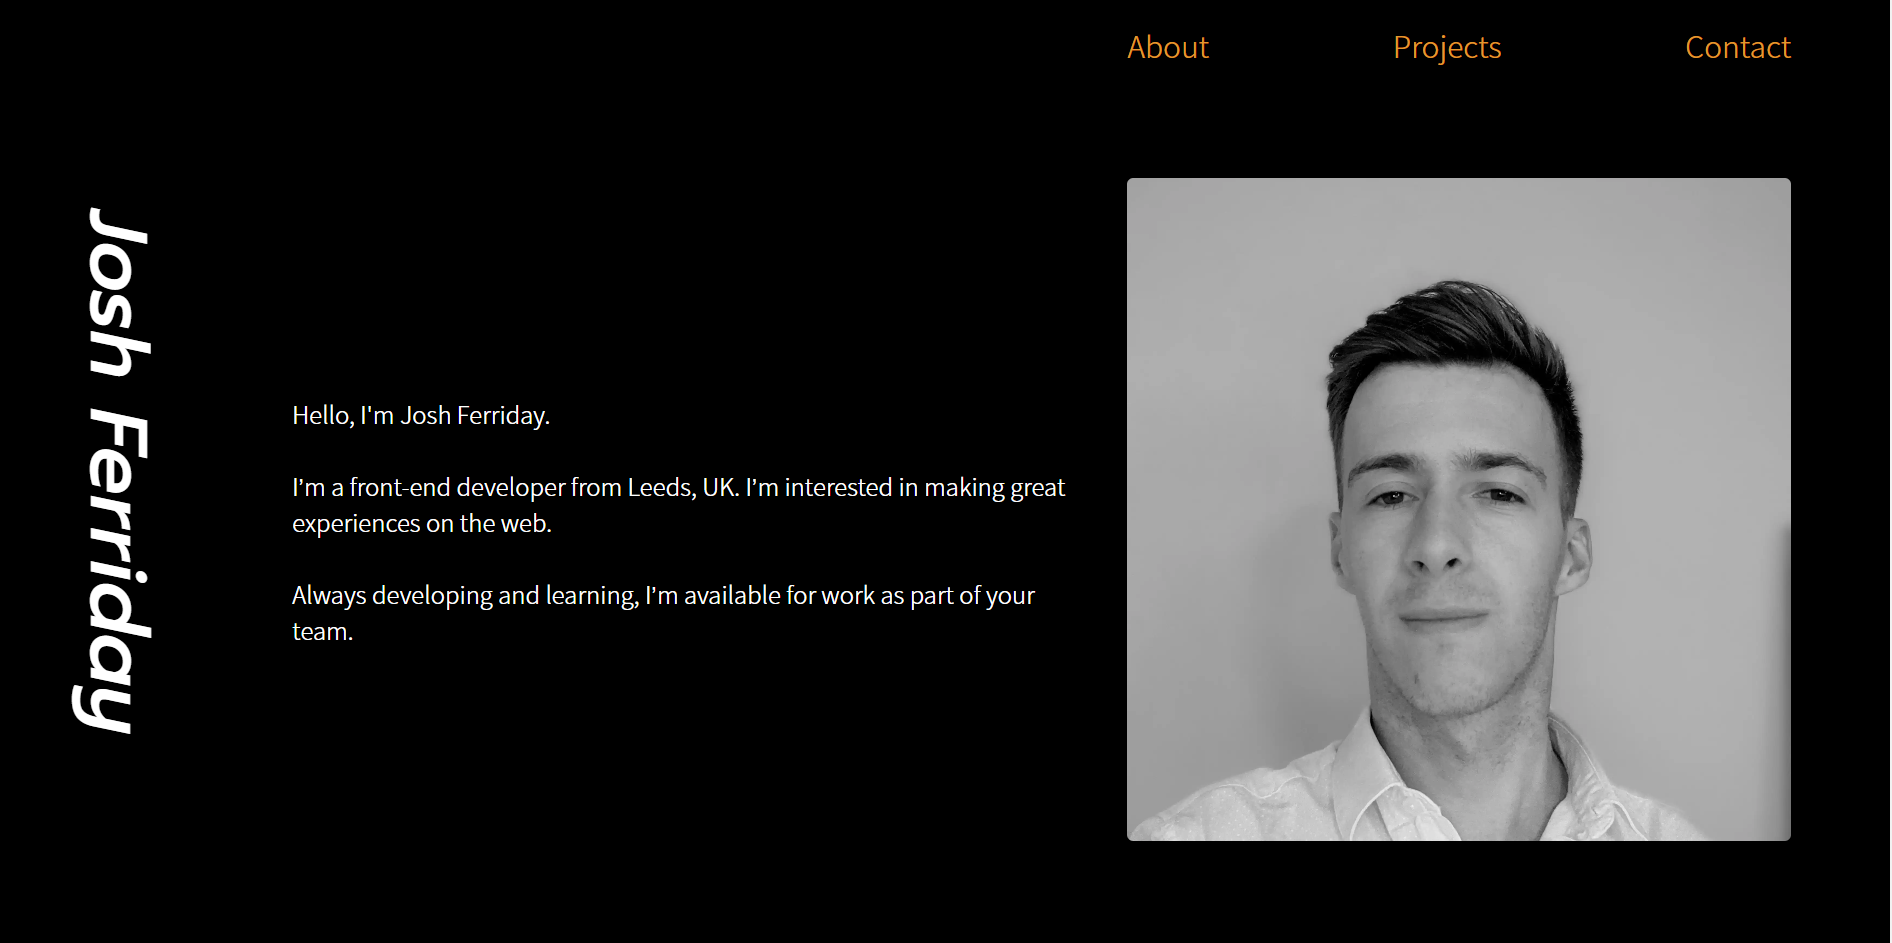 About
Projects
Contact
Josh Ferriday
Hello, I'm Josh Ferriday.
I’m a front-end developer from Leeds, UK. I’m interested in making great
experiences on the web.
Always developing and learning, I’m available for work as part of your
team.